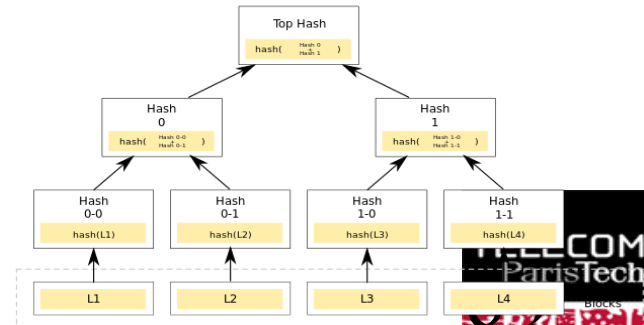 Top Hash
hash( Hash 0 + Hash 1 )
Hash 0
hash( Hash 0-0 + Hash 0-1 )
Hash 1
hash( Hash 1-0 + Hash 1-1 )
Hash 0-0
hash(L1)
Hash 0-1
hash(L2)
Hash 1-0
hash(L3)
Hash 1-1
hash(L4)
TELECOM
ParisTech
L1
L2
L3
L4
Blocks